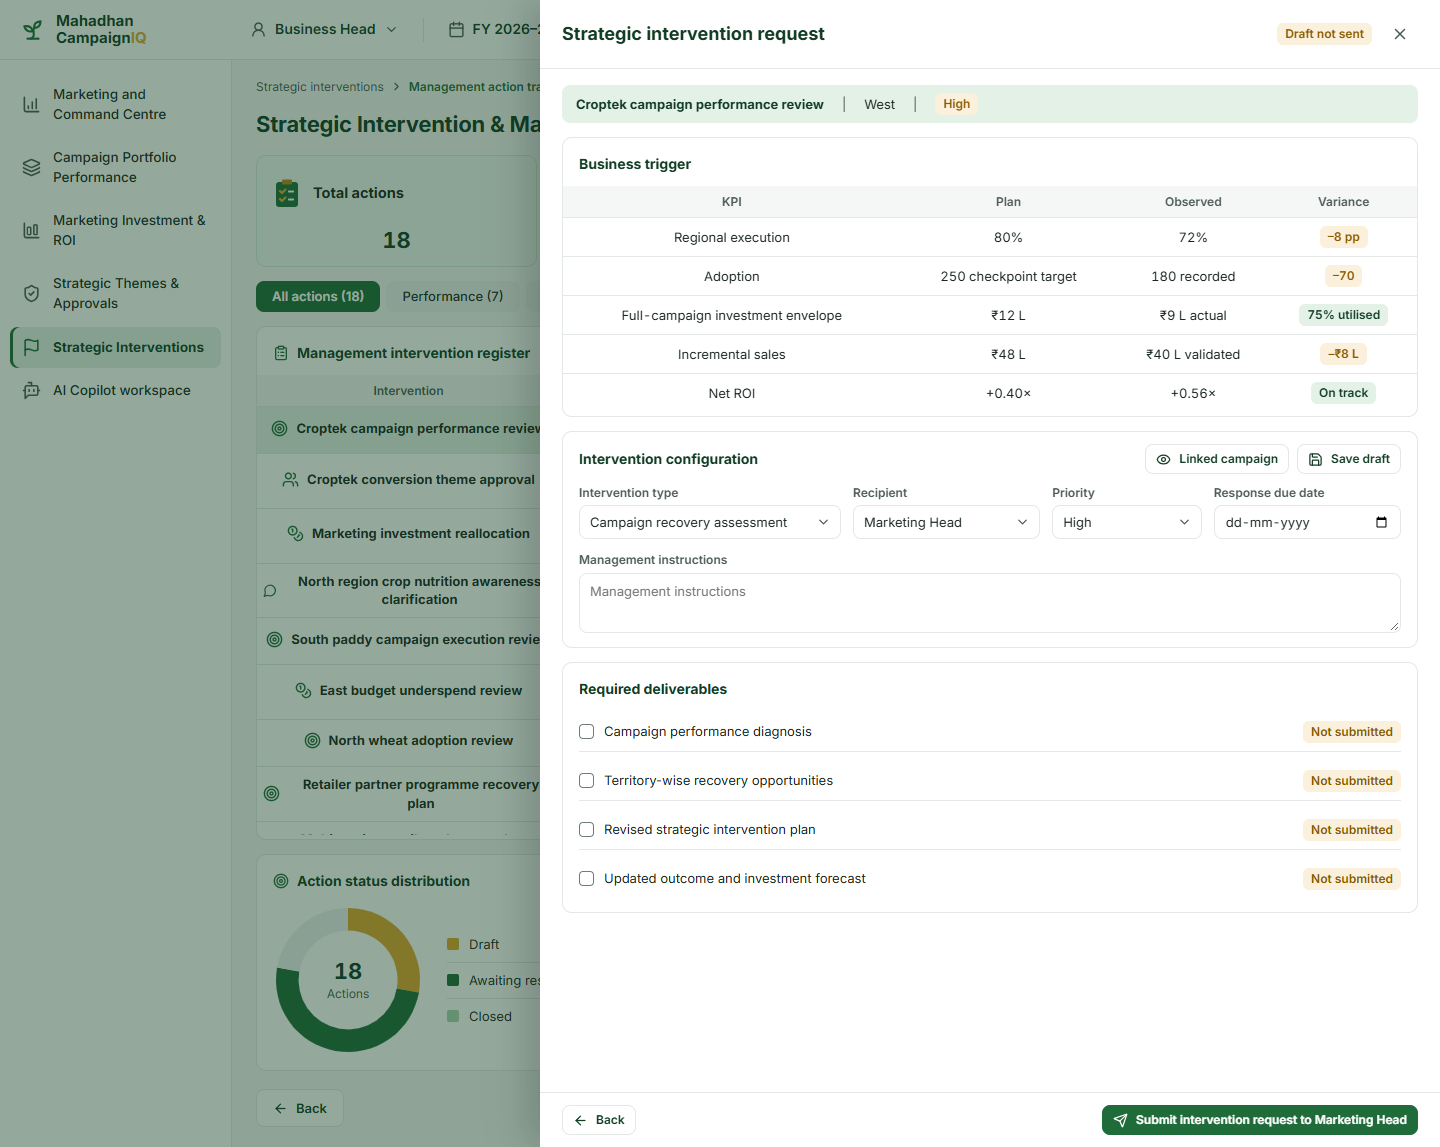 Mahadhan
CampaignIQ
Business Head
FY 2026–2
Marketing and
Command Centre
Campaign Portfolio
Performance
Marketing Investment &
ROI
Strategic Themes &
Approvals
Strategic Interventions
AI Copilot workspace
Strategic interventions > Management action tra
Strategic Intervention & Ma
Total actions
18
All actions (18)
Performance (7)
Management intervention register
Intervention
Croptek campaign performance review
Croptek conversion theme approval
Marketing investment reallocation
North region crop nutrition awareness
clarification
South paddy campaign execution revie
East budget underspend review
North wheat adoption review
Retailer partner programme recovery
plan
Action status distribution
18
Actions
Draft
Awaiting res
Closed
Back
Strategic intervention request
Draft not sent
Croptek campaign performance review | West | High
Business trigger
KPI Plan Observed Variance
Regional execution 80% 72% −8 pp
Adoption 250 checkpoint target 180 recorded −70
Full-campaign investment envelope ₹12 L ₹9 L actual 75% utilised
Incremental sales ₹48 L ₹40 L validated −₹8 L
Net ROI +0.40× +0.56× On track
Intervention configuration
Linked campaign
Save draft
Intervention type
Campaign recovery assessment
Recipient
Marketing Head
Priority
High
Response due date
dd-mm-yyyy
Management instructions
Management instructions
Required deliverables
Campaign performance diagnosis Not submitted
Territory-wise recovery opportunities Not submitted
Revised strategic intervention plan Not submitted
Updated outcome and investment forecast Not submitted
Back
Submit intervention request to Marketing Head